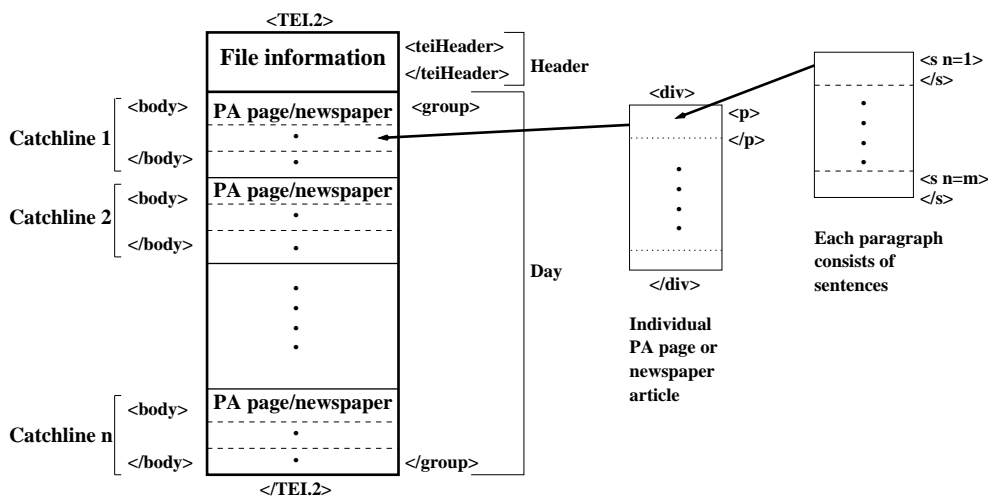 <TEI.2>
File information
<teiHeader>
</teiHeader>
Header
<body>
Catchline 1
</body>
PA page/newspaper
<group>
<body>
Catchline 2
</body>
PA page/newspaper
Day
<body>
Catchline n
</body>
PA page/newspaper
</group>
</TEI.2>
<div>
<p>
</p>
</div>
Individual
PA page or
newspaper
article
<s n=1>
</s>
<s n=m>
</s>
Each paragraph
consists of
sentences